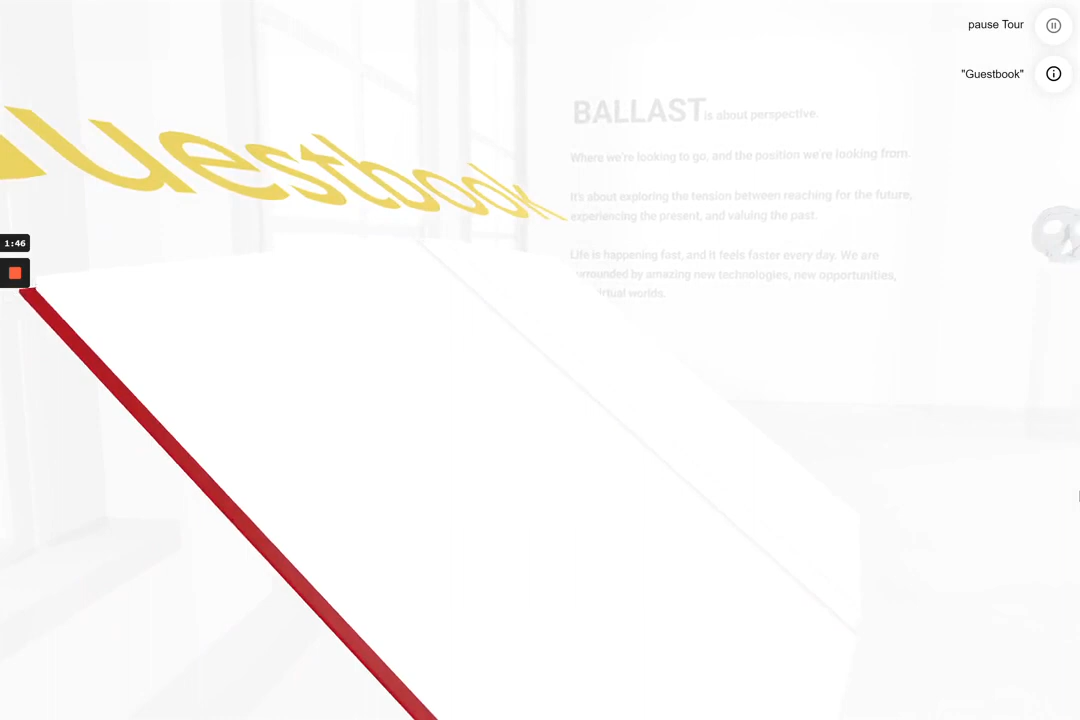 pause Tour
"Guestbook"
uestbook
BALLAST is about perspective.
Where we're looking to go, and the position we're looking from.
It's about exploring the tension between reaching for the future,
experiencing the present, and valuing the past.
1:46
Life is happening fast, and it feels faster every day. We are
surrounded by amazing new technologies, new opportunities,
virtual worlds.